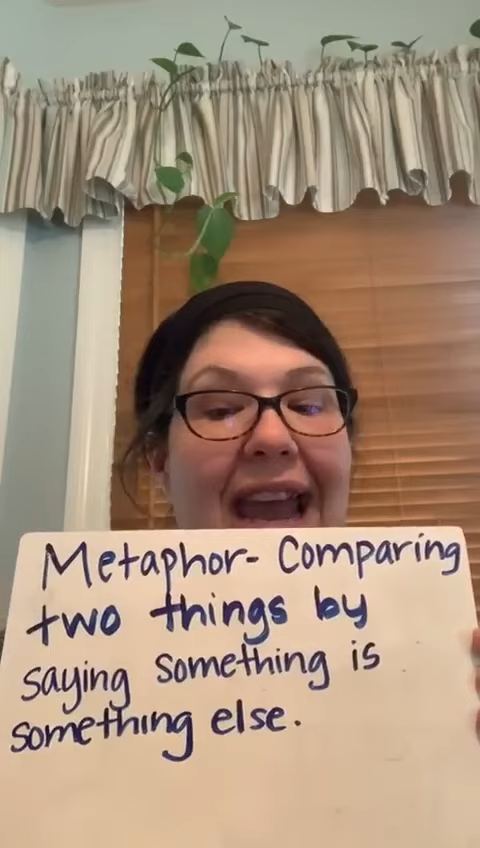 Metaphor- Comparing
two things by
saying something is
something else.